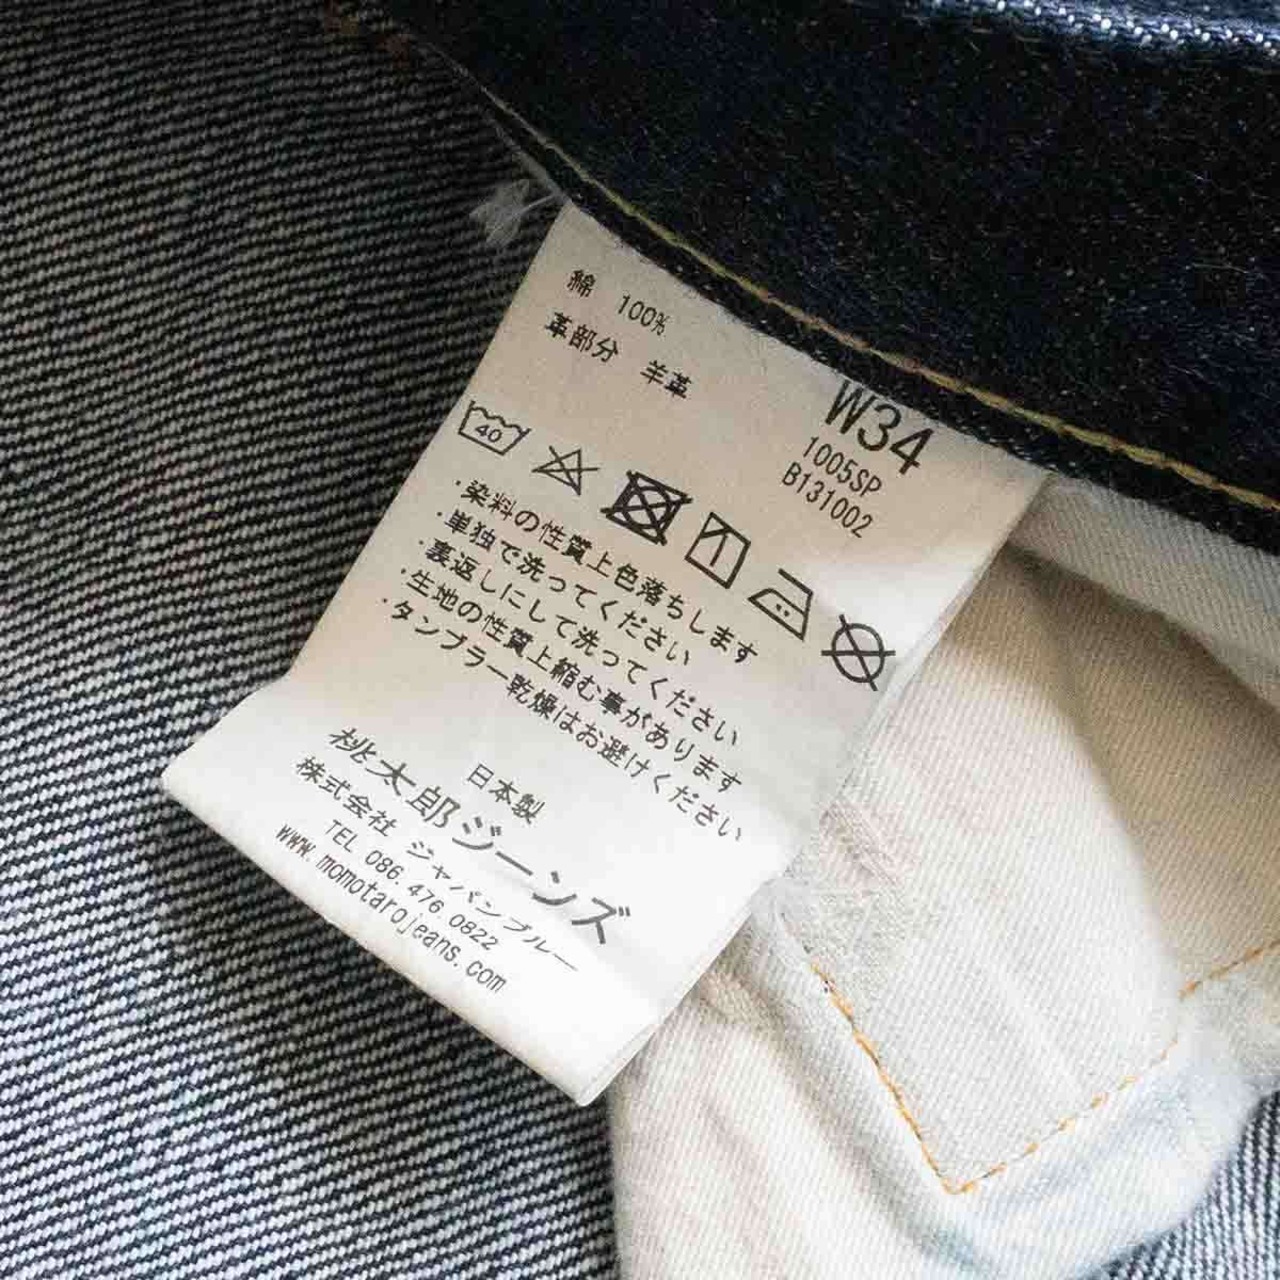 綿 100%
革部分 羊革
W34
1005SP
B131002
40
・染料の性質上色落ちします
・単独で洗ってください
・裏返しにして洗ってください
・生地の性質上縮む事があります
・タンブラー乾燥はお避けください
日本製
桃太郎ジーンズ
株式会社 ジャパンブルー
TEL 086.476.0822
www.momotarojeans.com